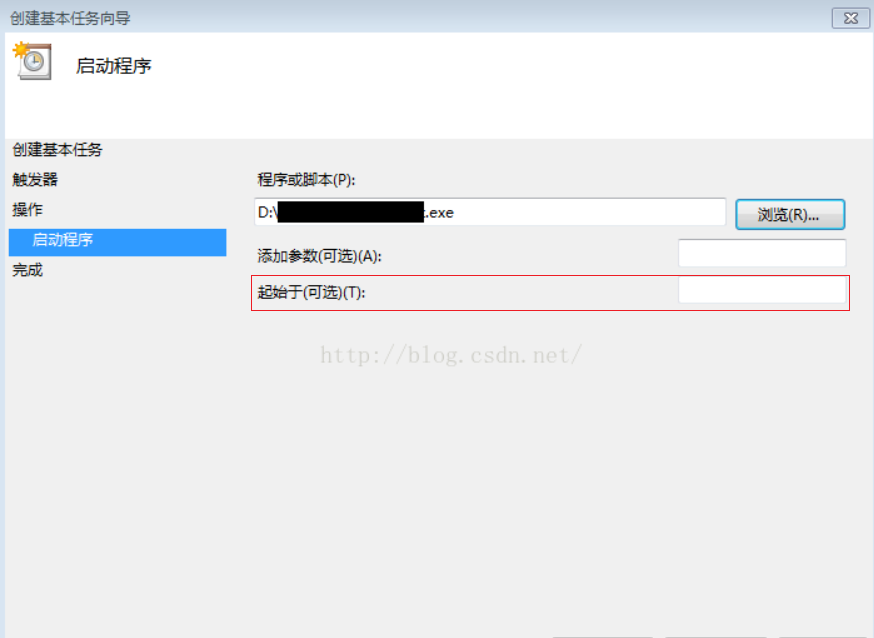 创建基本任务向导
启动程序
创建基本任务
触发器
程序或脚本(P):
操作
D:\ .exe
浏览(R)...
启动程序
添加参数(可选)(A):
完成
起始于(可选)(T):
http://blog.csdn.net/